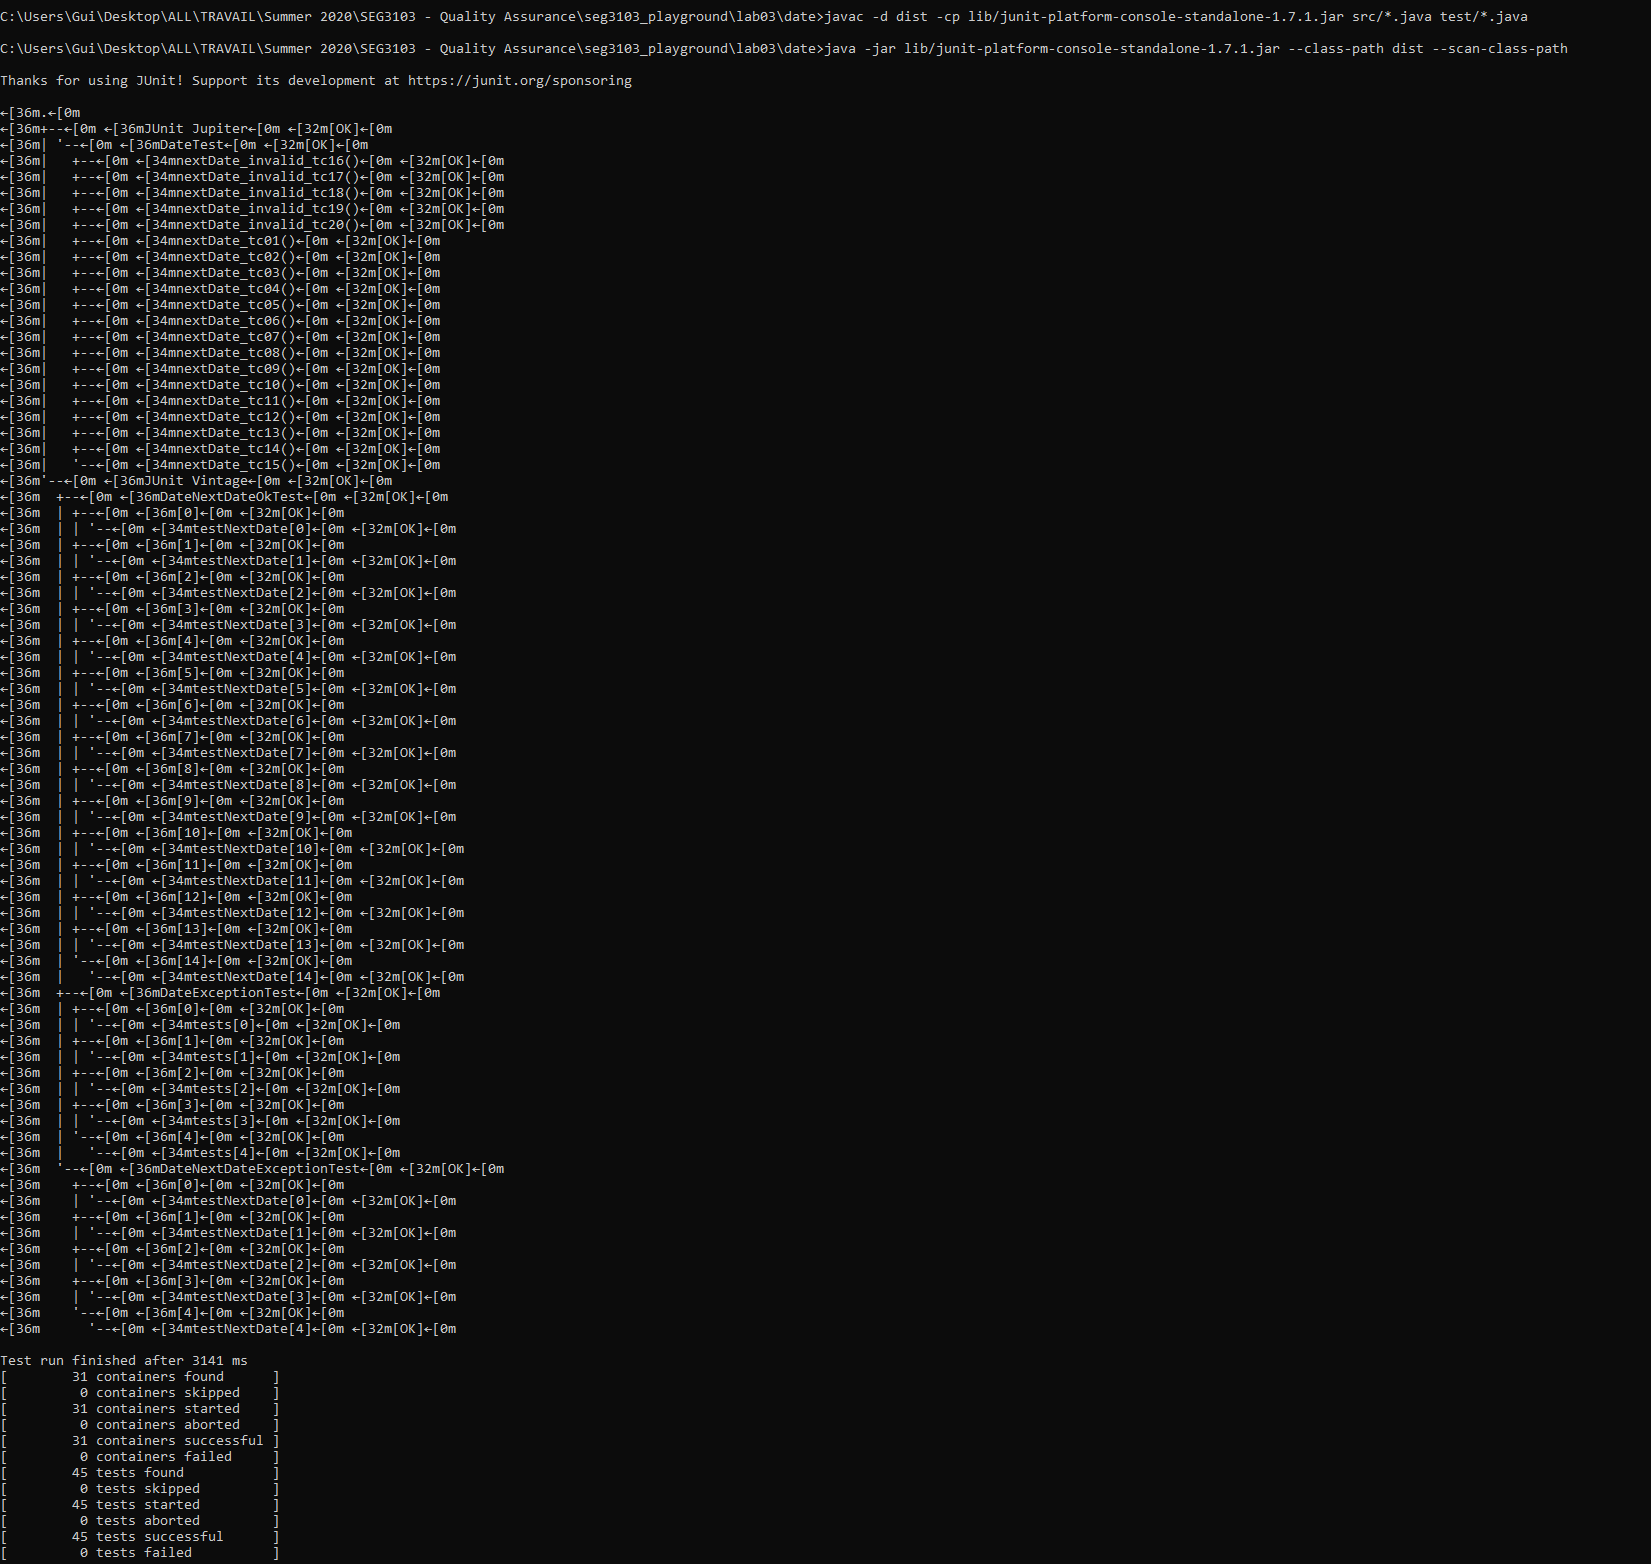 C:\Users\Gui\Desktop\ALL\TRAVAIL\Summer 2020\SEG3103 - Quality Assurance\seg3103_playground\lab03\date>javac -d dist -cp lib/junit-platform-console-standalone-1.7.1.jar src/*.java test/*.java
C:\Users\Gui\Desktop\ALL\TRAVAIL\Summer 2020\SEG3103 - Quality Assurance\seg3103_playground\lab03\date>java -jar lib/junit-platform-console-standalone-1.7.1.jar --class-path dist --scan-class-path
Thanks for using JUnit! Support its development at https://junit.org/sponsoring
←[36m.←[0m
←[36m+--←[0m ←[36mJUnit Jupiter←[0m ←[32m[OK]←[0m
←[36m| '--←[0m ←[36mDateTest←[0m ←[32m[OK]←[0m
←[36m|   +--←[0m ←[34mnextDate_invalid_tc16()←[0m ←[32m[OK]←[0m
←[36m|   +--←[0m ←[34mnextDate_invalid_tc17()←[0m ←[32m[OK]←[0m
←[36m|   +--←[0m ←[34mnextDate_invalid_tc18()←[0m ←[32m[OK]←[0m
←[36m|   +--←[0m ←[34mnextDate_invalid_tc19()←[0m ←[32m[OK]←[0m
←[36m|   +--←[0m ←[34mnextDate_invalid_tc20()←[0m ←[32m[OK]←[0m
←[36m|   +--←[0m ←[34mnextDate_tc01()←[0m ←[32m[OK]←[0m
←[36m|   +--←[0m ←[34mnextDate_tc02()←[0m ←[32m[OK]←[0m
←[36m|   +--←[0m ←[34mnextDate_tc03()←[0m ←[32m[OK]←[0m
←[36m|   +--←[0m ←[34mnextDate_tc04()←[0m ←[32m[OK]←[0m
←[36m|   +--←[0m ←[34mnextDate_tc05()←[0m ←[32m[OK]←[0m
←[36m|   +--←[0m ←[34mnextDate_tc06()←[0m ←[32m[OK]←[0m
←[36m|   +--←[0m ←[34mnextDate_tc07()←[0m ←[32m[OK]←[0m
←[36m|   +--←[0m ←[34mnextDate_tc08()←[0m ←[32m[OK]←[0m
←[36m|   +--←[0m ←[34mnextDate_tc09()←[0m ←[32m[OK]←[0m
←[36m|   +--←[0m ←[34mnextDate_tc10()←[0m ←[32m[OK]←[0m
←[36m|   +--←[0m ←[34mnextDate_tc11()←[0m ←[32m[OK]←[0m
←[36m|   +--←[0m ←[34mnextDate_tc12()←[0m ←[32m[OK]←[0m
←[36m|   +--←[0m ←[34mnextDate_tc13()←[0m ←[32m[OK]←[0m
←[36m|   +--←[0m ←[34mnextDate_tc14()←[0m ←[32m[OK]←[0m
←[36m|   '--←[0m ←[34mnextDate_tc15()←[0m ←[32m[OK]←[0m
←[36m'--←[0m ←[36mJUnit Vintage←[0m ←[32m[OK]←[0m
←[36m  +--←[0m ←[36mDateNextDateOkTest←[0m ←[32m[OK]←[0m
←[36m  | +--←[0m ←[36m[0]←[0m ←[32m[OK]←[0m
←[36m  | | '--←[0m ←[34mtestNextDate[0]←[0m ←[32m[OK]←[0m
←[36m  | +--←[0m ←[36m[1]←[0m ←[32m[OK]←[0m
←[36m  | | '--←[0m ←[34mtestNextDate[1]←[0m ←[32m[OK]←[0m
←[36m  | +--←[0m ←[36m[2]←[0m ←[32m[OK]←[0m
←[36m  | | '--←[0m ←[34mtestNextDate[2]←[0m ←[32m[OK]←[0m
←[36m  | +--←[0m ←[36m[3]←[0m ←[32m[OK]←[0m
←[36m  | | '--←[0m ←[34mtestNextDate[3]←[0m ←[32m[OK]←[0m
←[36m  | +--←[0m ←[36m[4]←[0m ←[32m[OK]←[0m
←[36m  | | '--←[0m ←[34mtestNextDate[4]←[0m ←[32m[OK]←[0m
←[36m  | +--←[0m ←[36m[5]←[0m ←[32m[OK]←[0m
←[36m  | | '--←[0m ←[34mtestNextDate[5]←[0m ←[32m[OK]←[0m
←[36m  | +--←[0m ←[36m[6]←[0m ←[32m[OK]←[0m
←[36m  | | '--←[0m ←[34mtestNextDate[6]←[0m ←[32m[OK]←[0m
←[36m  | +--←[0m ←[36m[7]←[0m ←[32m[OK]←[0m
←[36m  | | '--←[0m ←[34mtestNextDate[7]←[0m ←[32m[OK]←[0m
←[36m  | +--←[0m ←[36m[8]←[0m ←[32m[OK]←[0m
←[36m  | | '--←[0m ←[34mtestNextDate[8]←[0m ←[32m[OK]←[0m
←[36m  | +--←[0m ←[36m[9]←[0m ←[32m[OK]←[0m
←[36m  | | '--←[0m ←[34mtestNextDate[9]←[0m ←[32m[OK]←[0m
←[36m  | +--←[0m ←[36m[10]←[0m ←[32m[OK]←[0m
←[36m  | | '--←[0m ←[34mtestNextDate[10]←[0m ←[32m[OK]←[0m
←[36m  | +--←[0m ←[36m[11]←[0m ←[32m[OK]←[0m
←[36m  | | '--←[0m ←[34mtestNextDate[11]←[0m ←[32m[OK]←[0m
←[36m  | +--←[0m ←[36m[12]←[0m ←[32m[OK]←[0m
←[36m  | | '--←[0m ←[34mtestNextDate[12]←[0m ←[32m[OK]←[0m
←[36m  | +--←[0m ←[36m[13]←[0m ←[32m[OK]←[0m
←[36m  | | '--←[0m ←[34mtestNextDate[13]←[0m ←[32m[OK]←[0m
←[36m  | '--←[0m ←[36m[14]←[0m ←[32m[OK]←[0m
←[36m  |   '--←[0m ←[34mtestNextDate[14]←[0m ←[32m[OK]←[0m
←[36m  +--←[0m ←[36mDateExceptionTest←[0m ←[32m[OK]←[0m
←[36m  | +--←[0m ←[36m[0]←[0m ←[32m[OK]←[0m
←[36m  | | '--←[0m ←[34mtests[0]←[0m ←[32m[OK]←[0m
←[36m  | +--←[0m ←[36m[1]←[0m ←[32m[OK]←[0m
←[36m  | | '--←[0m ←[34mtests[1]←[0m ←[32m[OK]←[0m
←[36m  | +--←[0m ←[36m[2]←[0m ←[32m[OK]←[0m
←[36m  | | '--←[0m ←[34mtests[2]←[0m ←[32m[OK]←[0m
←[36m  | +--←[0m ←[36m[3]←[0m ←[32m[OK]←[0m
←[36m  | | '--←[0m ←[34mtests[3]←[0m ←[32m[OK]←[0m
←[36m  | '--←[0m ←[36m[4]←[0m ←[32m[OK]←[0m
←[36m  |   '--←[0m ←[34mtests[4]←[0m ←[32m[OK]←[0m
←[36m  '--←[0m ←[36mDateNextDateExceptionTest←[0m ←[32m[OK]←[0m
←[36m    +--←[0m ←[36m[0]←[0m ←[32m[OK]←[0m
←[36m    | '--←[0m ←[34mtestNextDate[0]←[0m ←[32m[OK]←[0m
←[36m    +--←[0m ←[36m[1]←[0m ←[32m[OK]←[0m
←[36m    | '--←[0m ←[34mtestNextDate[1]←[0m ←[32m[OK]←[0m
←[36m    +--←[0m ←[36m[2]←[0m ←[32m[OK]←[0m
←[36m    | '--←[0m ←[34mtestNextDate[2]←[0m ←[32m[OK]←[0m
←[36m    +--←[0m ←[36m[3]←[0m ←[32m[OK]←[0m
←[36m    | '--←[0m ←[34mtestNextDate[3]←[0m ←[32m[OK]←[0m
←[36m    '--←[0m ←[36m[4]←[0m ←[32m[OK]←[0m
←[36m      '--←[0m ←[34mtestNextDate[4]←[0m ←[32m[OK]←[0m
Test run finished after 3141 ms
[        31 containers found      ]
[         0 containers skipped    ]
[        31 containers started    ]
[         0 containers aborted    ]
[        31 containers successful ]
[         0 containers failed     ]
[        45 tests found           ]
[         0 tests skipped         ]
[        45 tests started         ]
[         0 tests aborted         ]
[        45 tests successful      ]
[         0 tests failed          ]